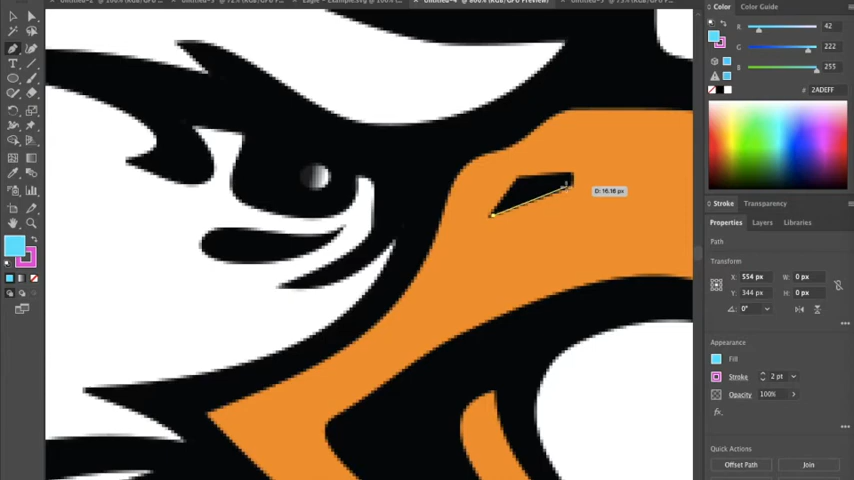 Color
Color Guide
R
42
G
222
B
255
# 2ADEFF
D: 16.16 px
Stroke
Transparency
Properties
Layers
Libraries
Path
Transform
X: 554 px
W: 0 px
Y: 344 px
H: 0 px
0°
Appearance
Fill
Stroke
2 pt
Opacity
100%
fx.
Quick Actions
Offset Path
Join